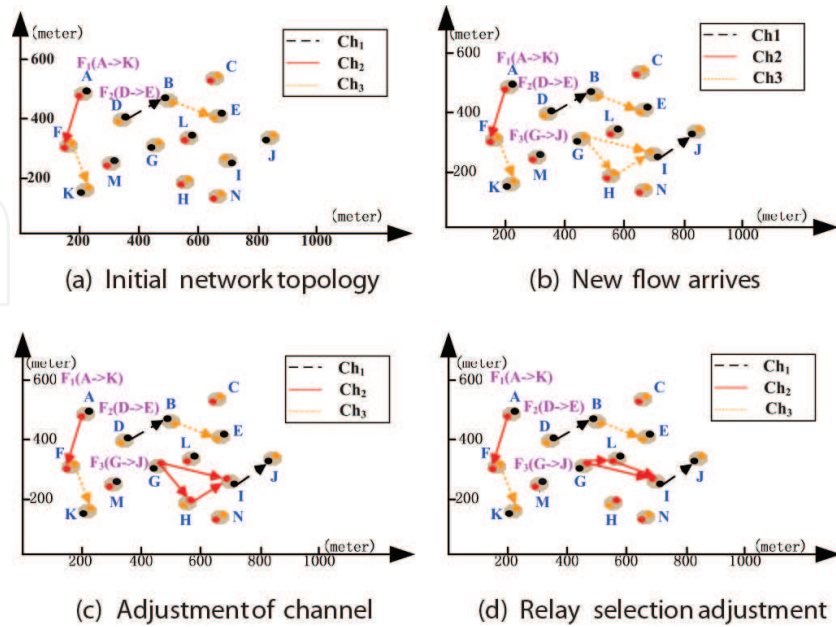 (meter)
Ch₁
Ch₂
Ch₃
600
400
200
F₁(A->K)
A
F₂(D->E)
B
C
D
E
F
L
G
J
M
I
K
H
N
(meter)
200 400 600 800 1000
(a) Initial network topology
(meter)
Ch1
Ch2
Ch3
600
400
200
F₁(A->K)
A
F₂(D->E)
B
C
D
E
F
F₃(G->J)
L
G
J
M
I
K
H
N
(meter)
200 400 600 800 1000
(b) New flow arrives
(meter)
Ch₁
Ch₂
Ch₃
600
400
200
F₁(A->K)
A
F₂(D->E)
B
C
D
E
F
F₃(G->J)
L
G
J
M
I
K
H
N
(meter)
200 400 600 800 1000
(c) Adjustment of channel
(meter)
Ch₁
Ch₂
Ch₃
600
400
200
F₁(A->K)
A
F₂(D->E)
B
C
D
E
F
F₃(G->J)
L
G
J
M
I
K
H
N
(meter)
200 400 600 800 1000
(d) Relay selection adjustment